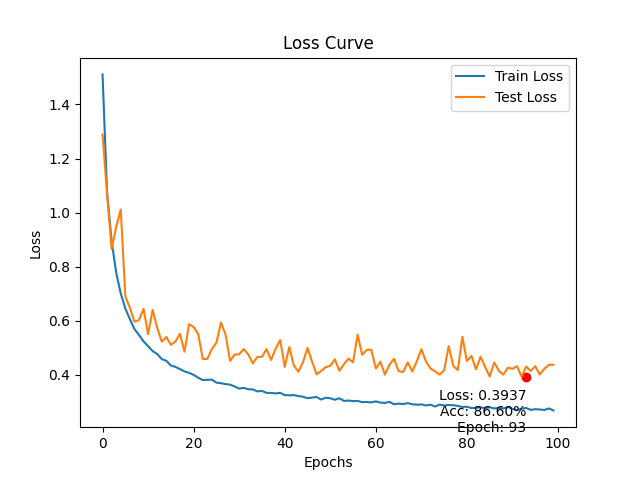 Loss Curve
Train Loss
Test Loss
1.4
1.2
1.0
0.8
0.6
0.4
Loss
Loss: 0.3937
Acc: 86.60%
Epoch: 93
0
20
40
60
80
100
Epochs